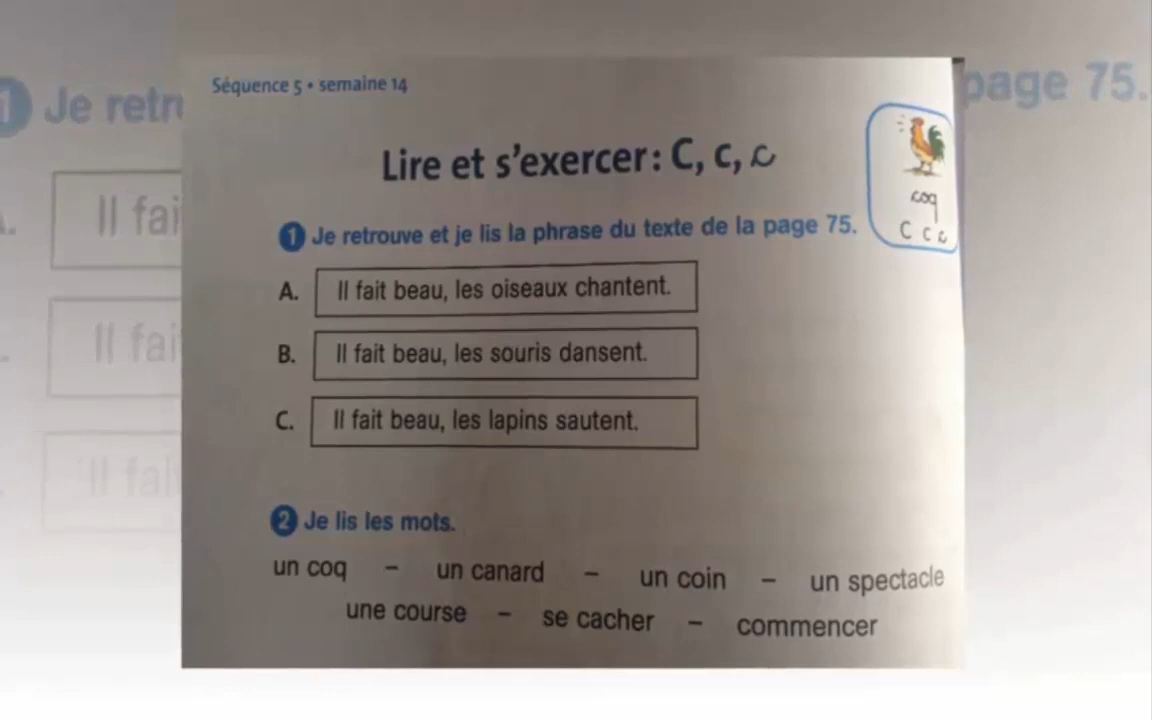 Séquence 5 • semaine 14
Lire et s'exercer : C, c, c
coq
C c c
1 Je retrouve et je lis la phrase du texte de la page 75.
A. Il fait beau, les oiseaux chantent.
B. Il fait beau, les souris dansent.
C. Il fait beau, les lapins sautent.
2 Je lis les mots.
un coq – un canard – un coin – un spectacle
une course – se cacher – commencer
1 Je retr
page 75.
Il fai
Il fai
Il fai